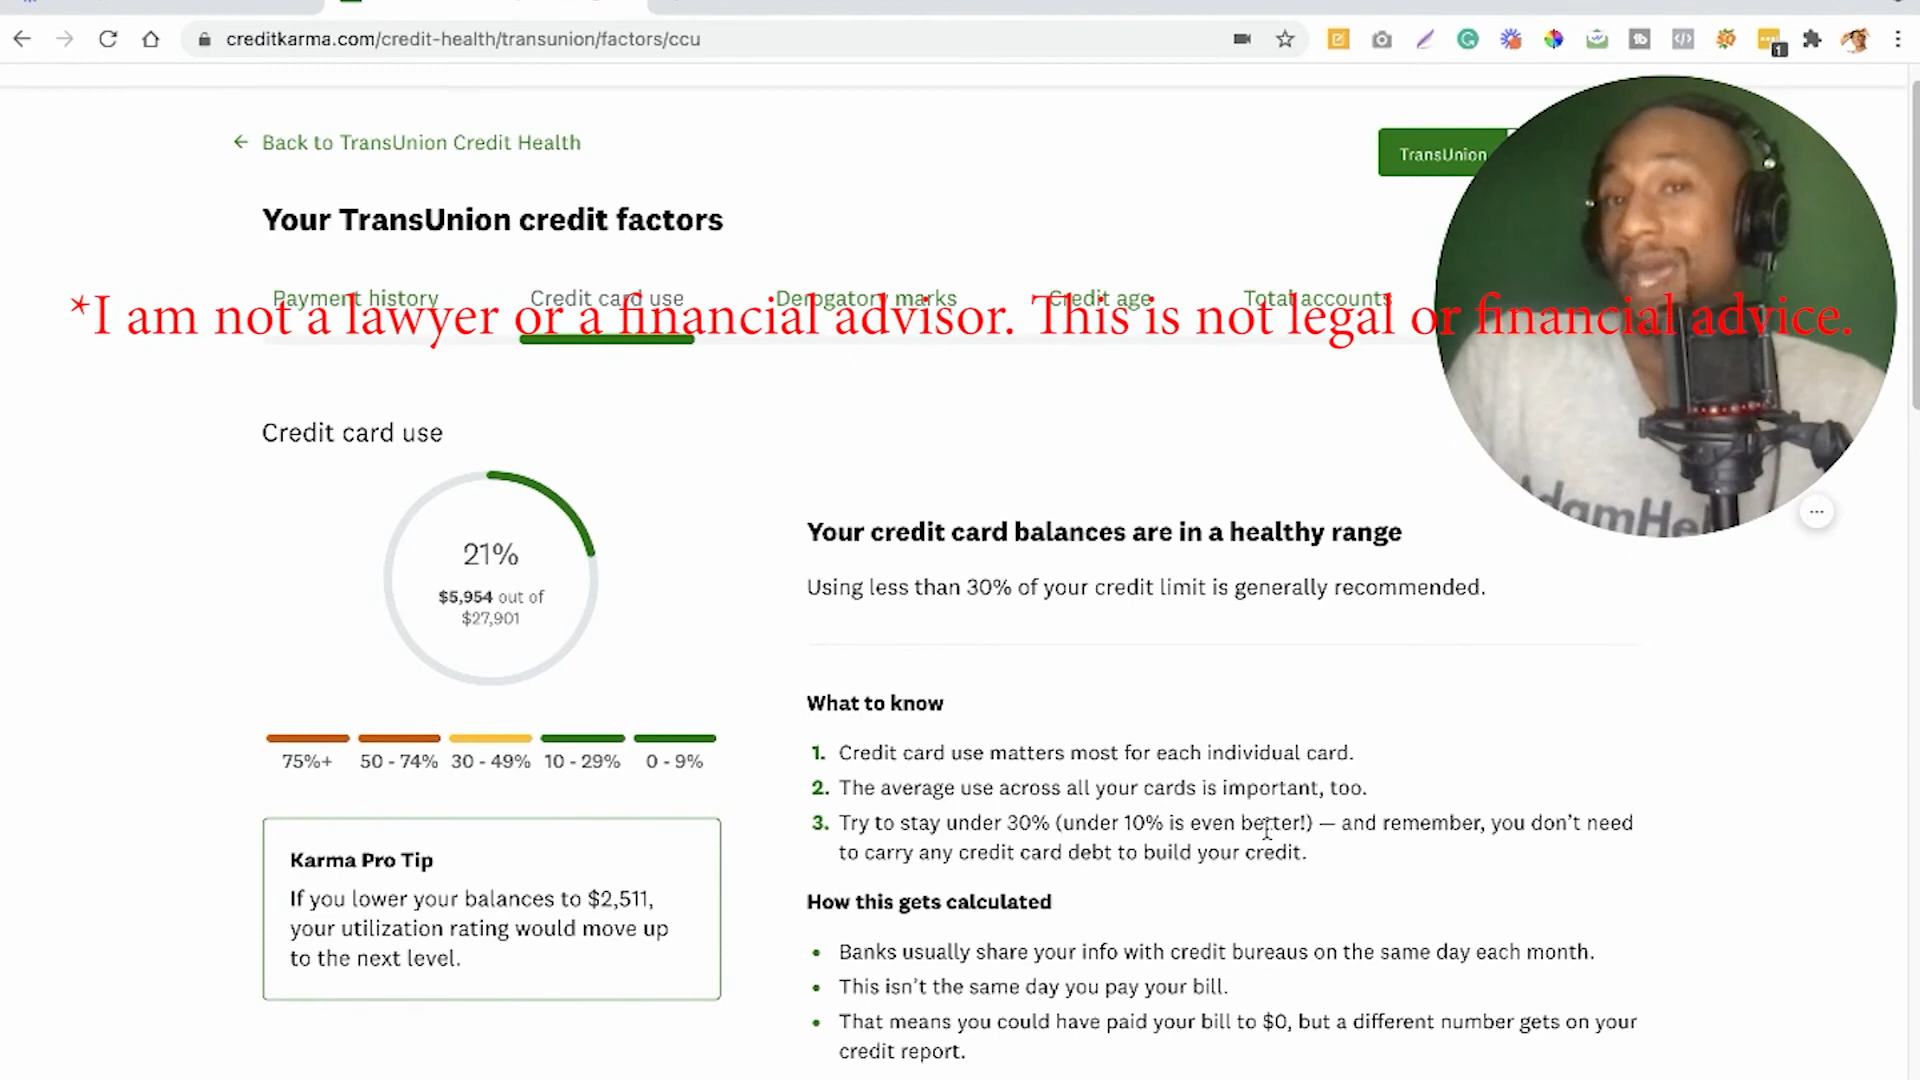 creditkarma.com/credit-health/transunion/factors/ccu
1
Back to TransUnion Credit Health
TransUnion
Your TransUnion credit factors
Payment history Credit card use Derogatory marks Credit age Total accounts
*I am not a lawyer or a financial advisor. This is not legal or financial advice.
Credit card use
21%
$5,954 out of
$27,901
75%+ 50 - 74% 30 - 49% 10 - 29% 0 - 9%
Karma Pro Tip
If you lower your balances to $2,511,
your utilization rating would move up
to the next level.
Your credit card balances are in a healthy range
Using less than 30% of your credit limit is generally recommended.
What to know
1. Credit card use matters most for each individual card.
2. The average use across all your cards is important, too.
3. Try to stay under 30% (under 10% is even better!) — and remember, you don't need
to carry any credit card debt to build your credit.
How this gets calculated
• Banks usually share your info with credit bureaus on the same day each month.
• This isn't the same day you pay your bill.
• That means you could have paid your bill to $0, but a different number gets on your
credit report.